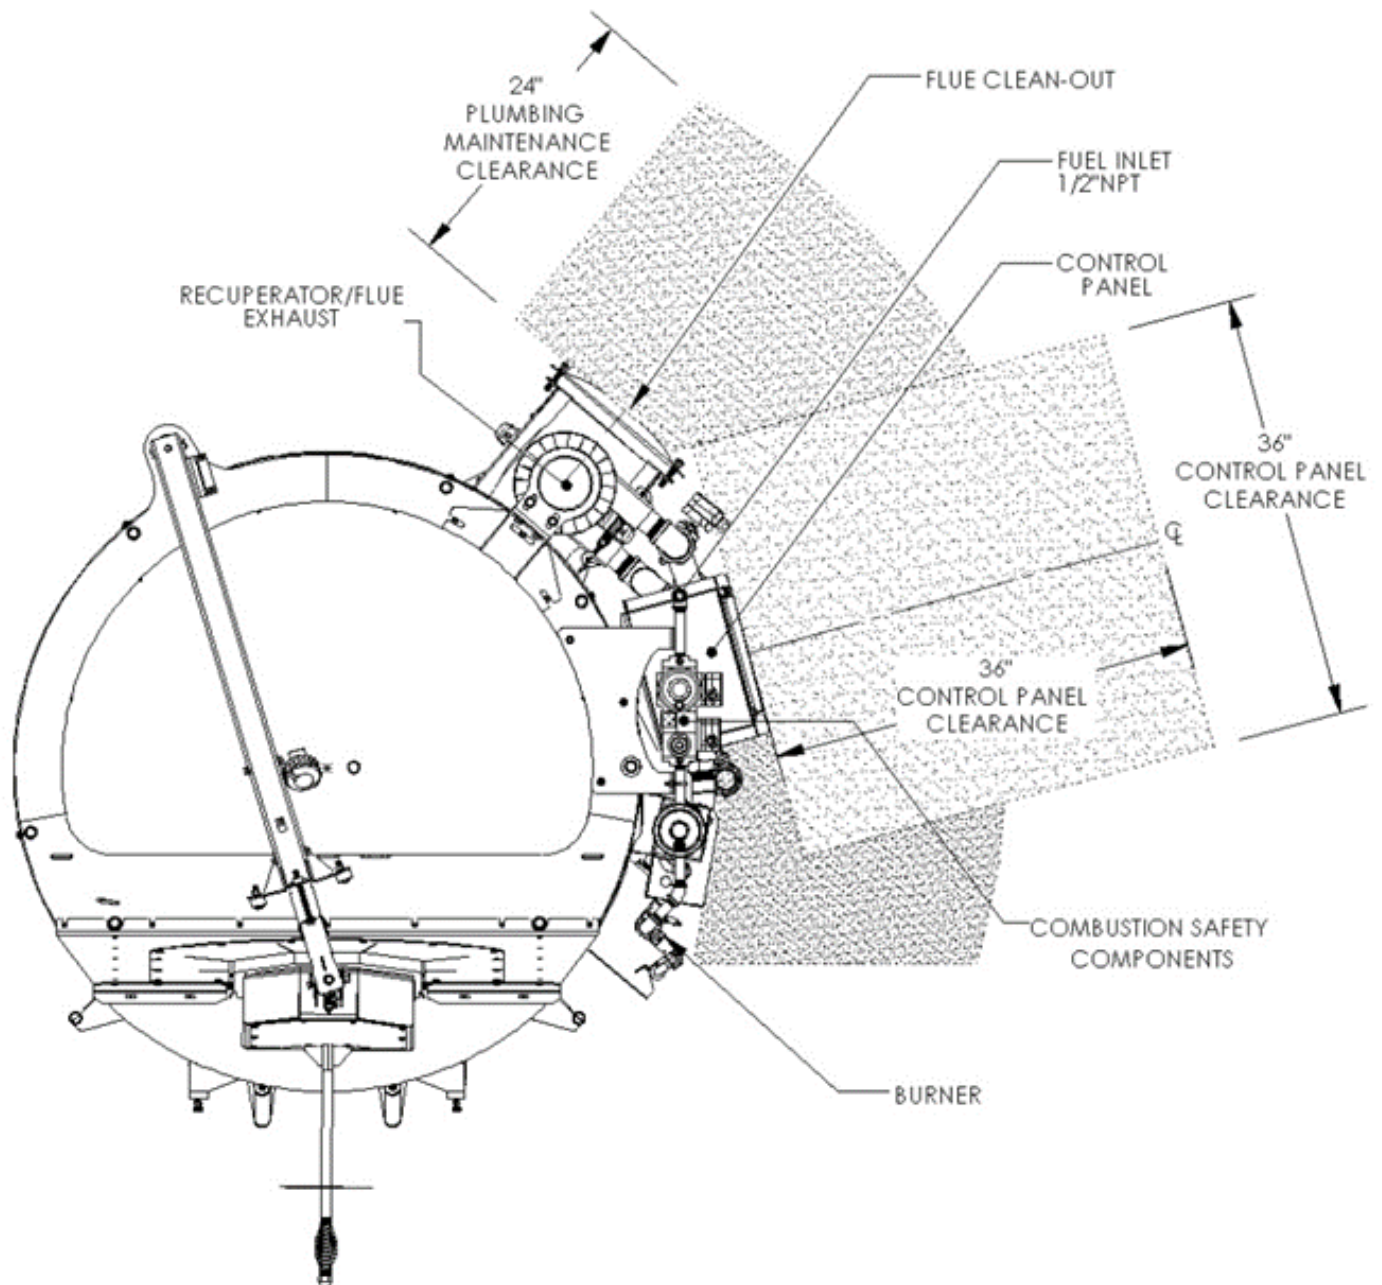 24"
PLUMBING
MAINTENANCE
CLEARANCE
FLUE CLEAN-OUT
FUEL INLET
1/2"NPT
CONTROL
PANEL
RECUPERATOR/FLUE
EXHAUST
36"
CONTROL PANEL
CLEARANCE
℄
36"
CONTROL PANEL
CLEARANCE
COMBUSTION SAFETY
COMPONENTS
BURNER